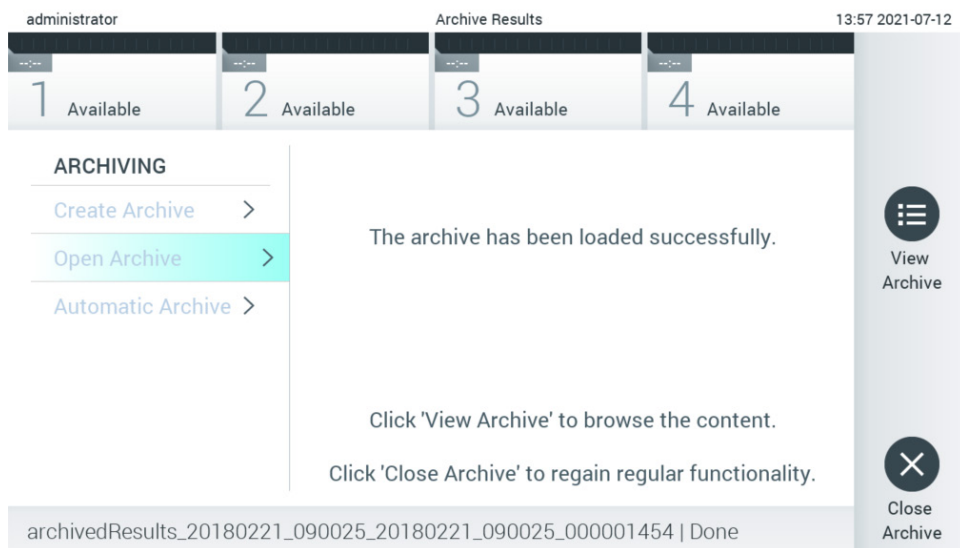 administrator Archive Results 13:57 2021-07-12
--:-- --:-- --:-- --:--
1 Available 2 Available 3 Available 4 Available
ARCHIVING
Create Archive
Open Archive
Automatic Archive
The archive has been loaded successfully.
Click 'View Archive' to browse the content.
Click 'Close Archive' to regain regular functionality.
View
Archive
Close
Archive
archivedResults_20180221_090025_20180221_090025_000001454 | Done